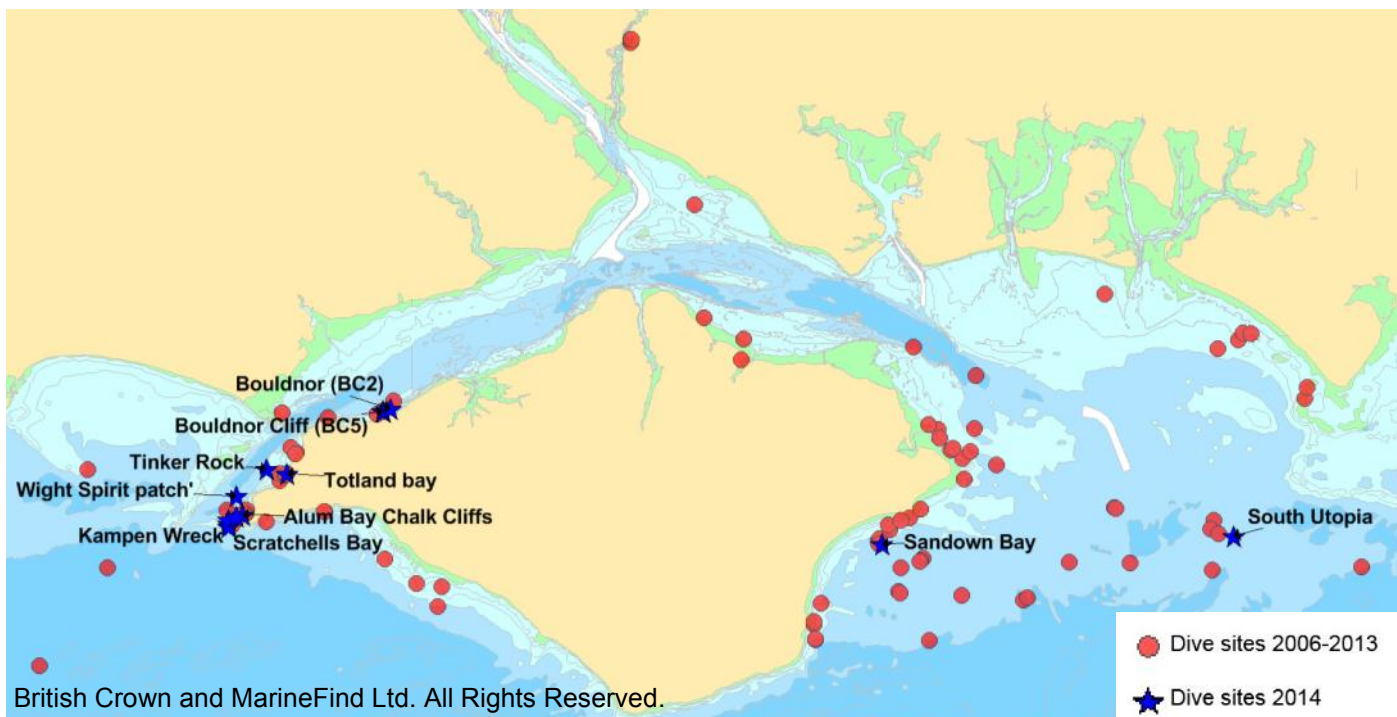 Bouldnor (BC2)
Bouldnor Cliff (BC5)
Tinker Rock
Totland bay
Wight Spirit patch'
Alum Bay Chalk Cliffs
Kampen Wreck
Scratchells Bay
Sandown Bay
South Utopia
Dive sites 2006-2013
Dive sites 2014
British Crown and MarineFind Ltd. All Rights Reserved.